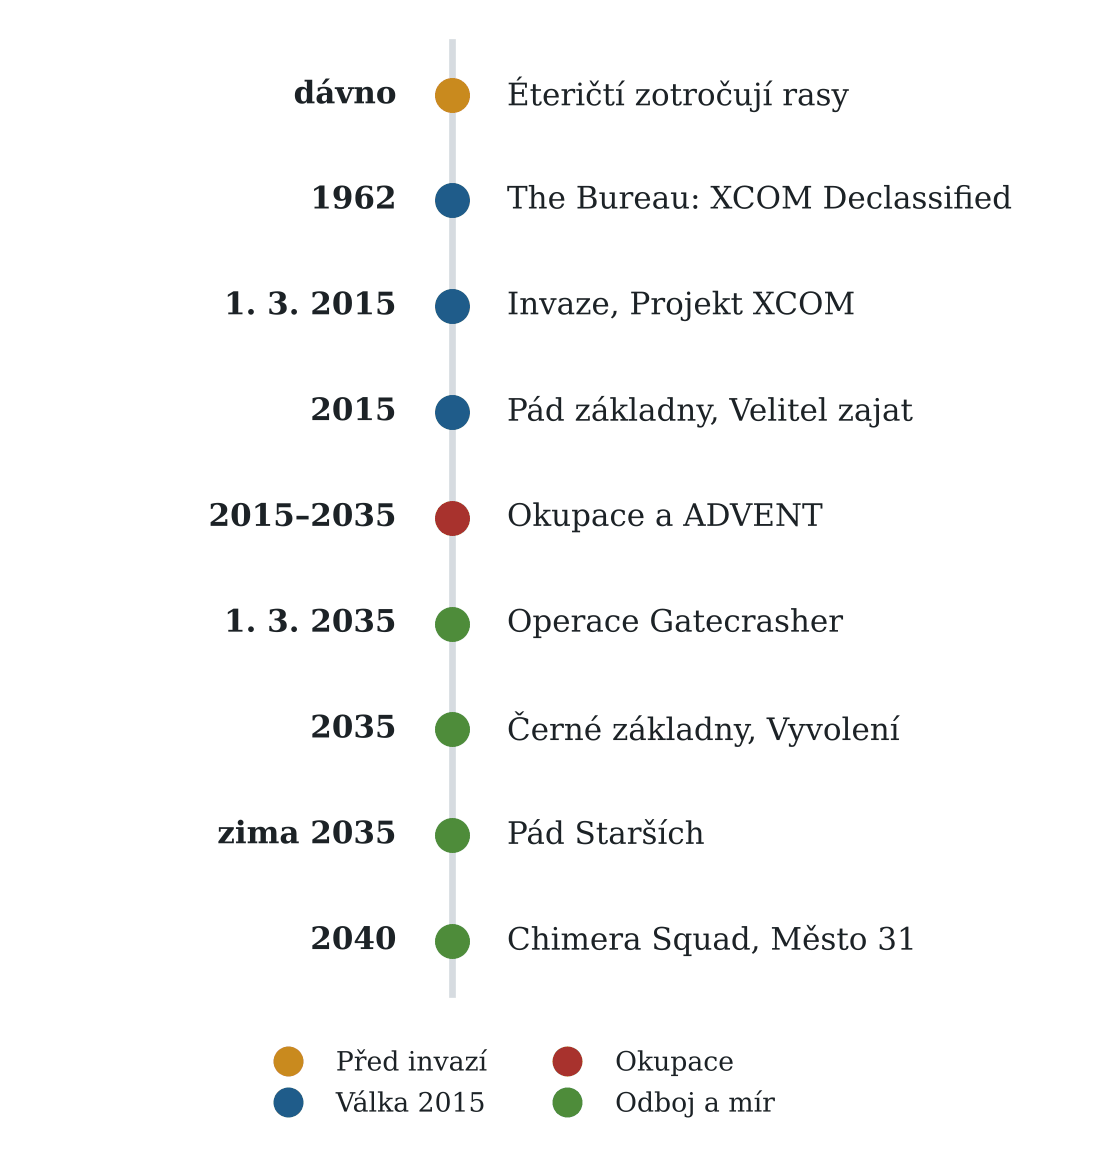 dávno Éteričtí zotročují rasy
1962 The Bureau: XCOM Declassified
1. 3. 2015 Invaze, Projekt XCOM
2015 Pád základny, Velitel zajat
2015–2035 Okupace a ADVENT
1. 3. 2035 Operace Gatecrasher
2035 Černé základny, Vyvolení
zima 2035 Pád Starších
2040 Chimera Squad, Město 31
Před invazí Okupace
Válka 2015 Odboj a mír